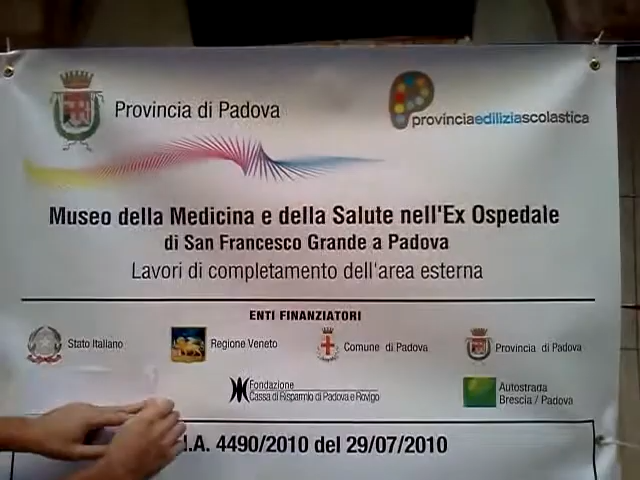 Provincia di Padova
provinciaediliziascolastica
Museo della Medicina e della Salute nell'Ex Ospedale
di San Francesco Grande a Padova
Lavori di completamento dell'area esterna
ENTI FINANZIATORI
Stato Italiano
Regione Veneto
Comune di Padova
Provincia di Padova
Fondazione
Cassa di Risparmio di Padova e Rovigo
Autostrada
Brescia / Padova
I.A. 4490/2010 del 29/07/2010